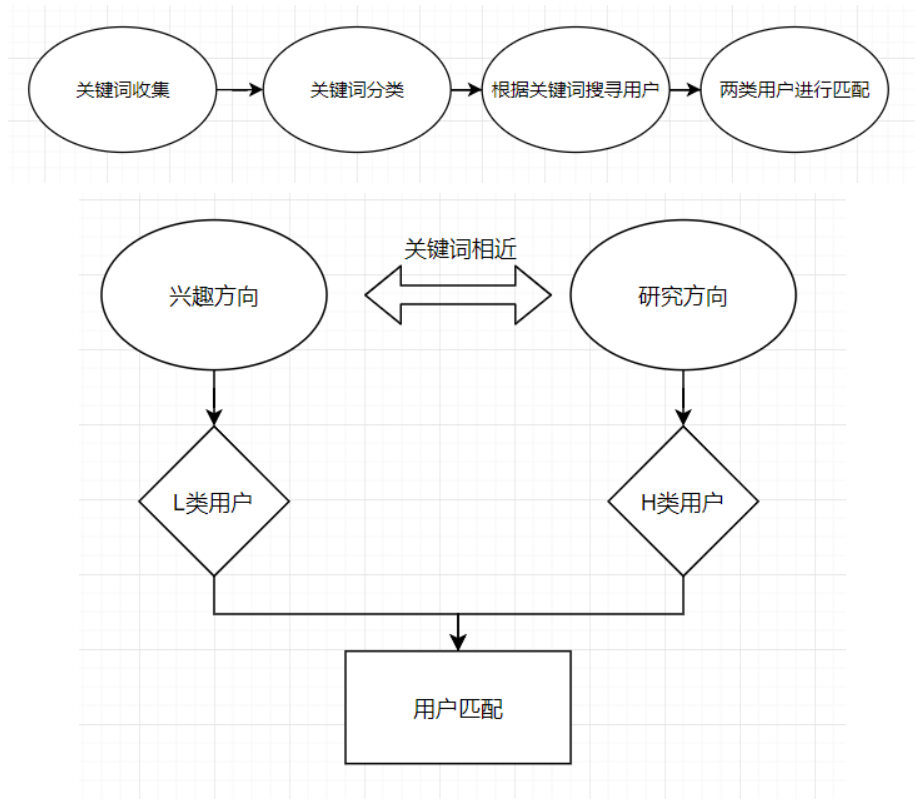 关键词收集
关键词分类
根据关键词搜寻用户
两类用户进行匹配
关键词相近
兴趣方向
研究方向
L类用户
H类用户
用户匹配